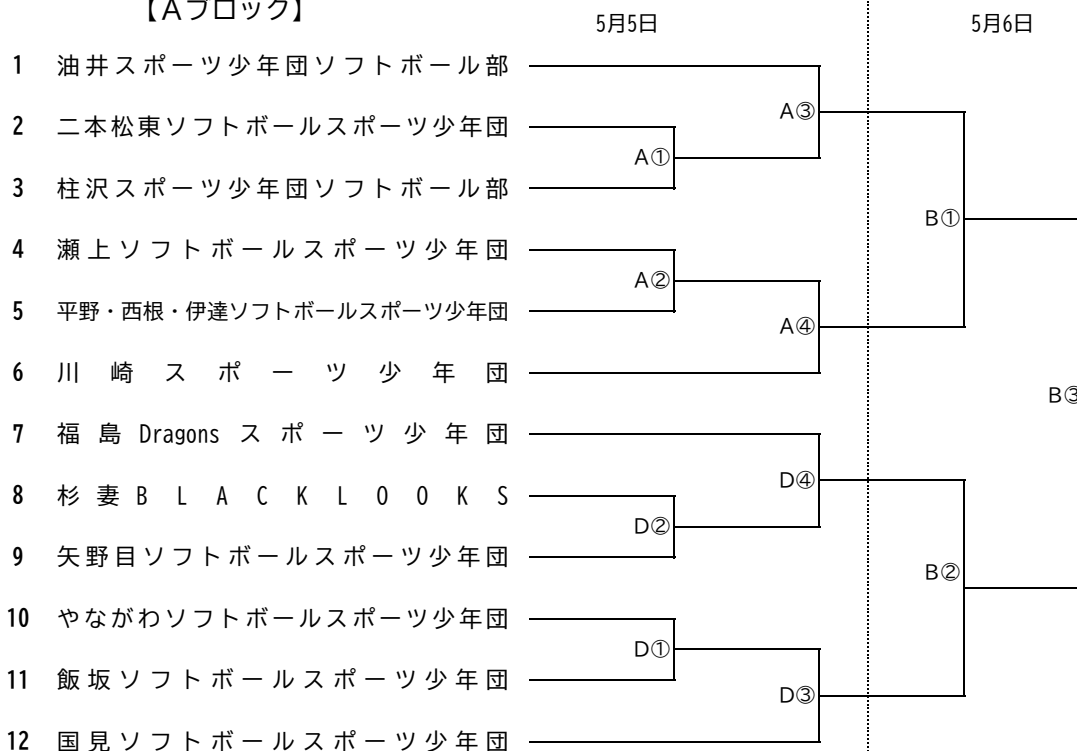 【Aブロック】
5月5日
5月6日
1 油井スポーツ少年団ソフトボール部
A③
2 二本松東ソフトボールスポーツ少年団
A①
3 柱沢スポーツ少年団ソフトボール部
B①
4 瀬上ソフトボールスポーツ少年団
A②
5 平野・西根・伊達ソフトボールスポーツ少年団
A④
6 川崎スポーツ少年団
B③
7 福島Dragonsスポーツ少年団
D④
8 杉妻BLACKLOOKS
D②
9 矢野目ソフトボールスポーツ少年団
B②
10 やながわソフトボールスポーツ少年団
D①
11 飯坂ソフトボールスポーツ少年団
D③
12 国見ソフトボールスポーツ少年団